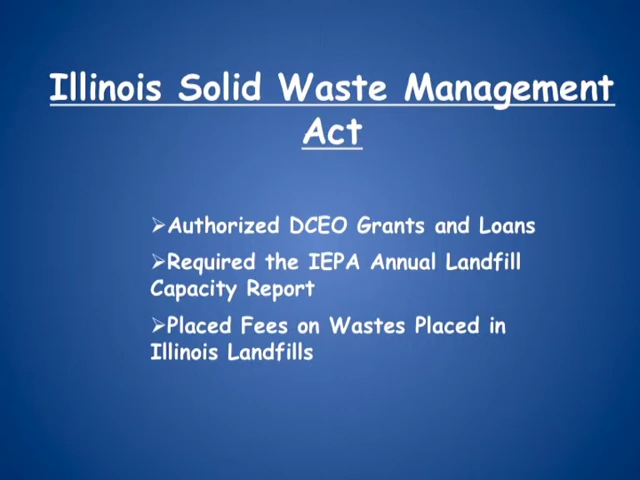 Illinois Solid Waste Management
Act
➢Authorized DCEO Grants and Loans
➢Required the IEPA Annual Landfill
Capacity Report
➢Placed Fees on Wastes Placed in
Illinois Landfills